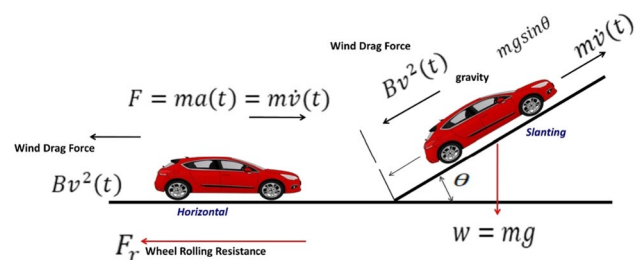 Wind Drag Force
mgsinθ
mv̇(t)
Bv²(t)
gravity
F = ma(t) = mv̇(t)
Slanting
Wind Drag Force
θ
Bv²(t)
Horizontal
w = mg
Fᵣ Wheel Rolling Resistance